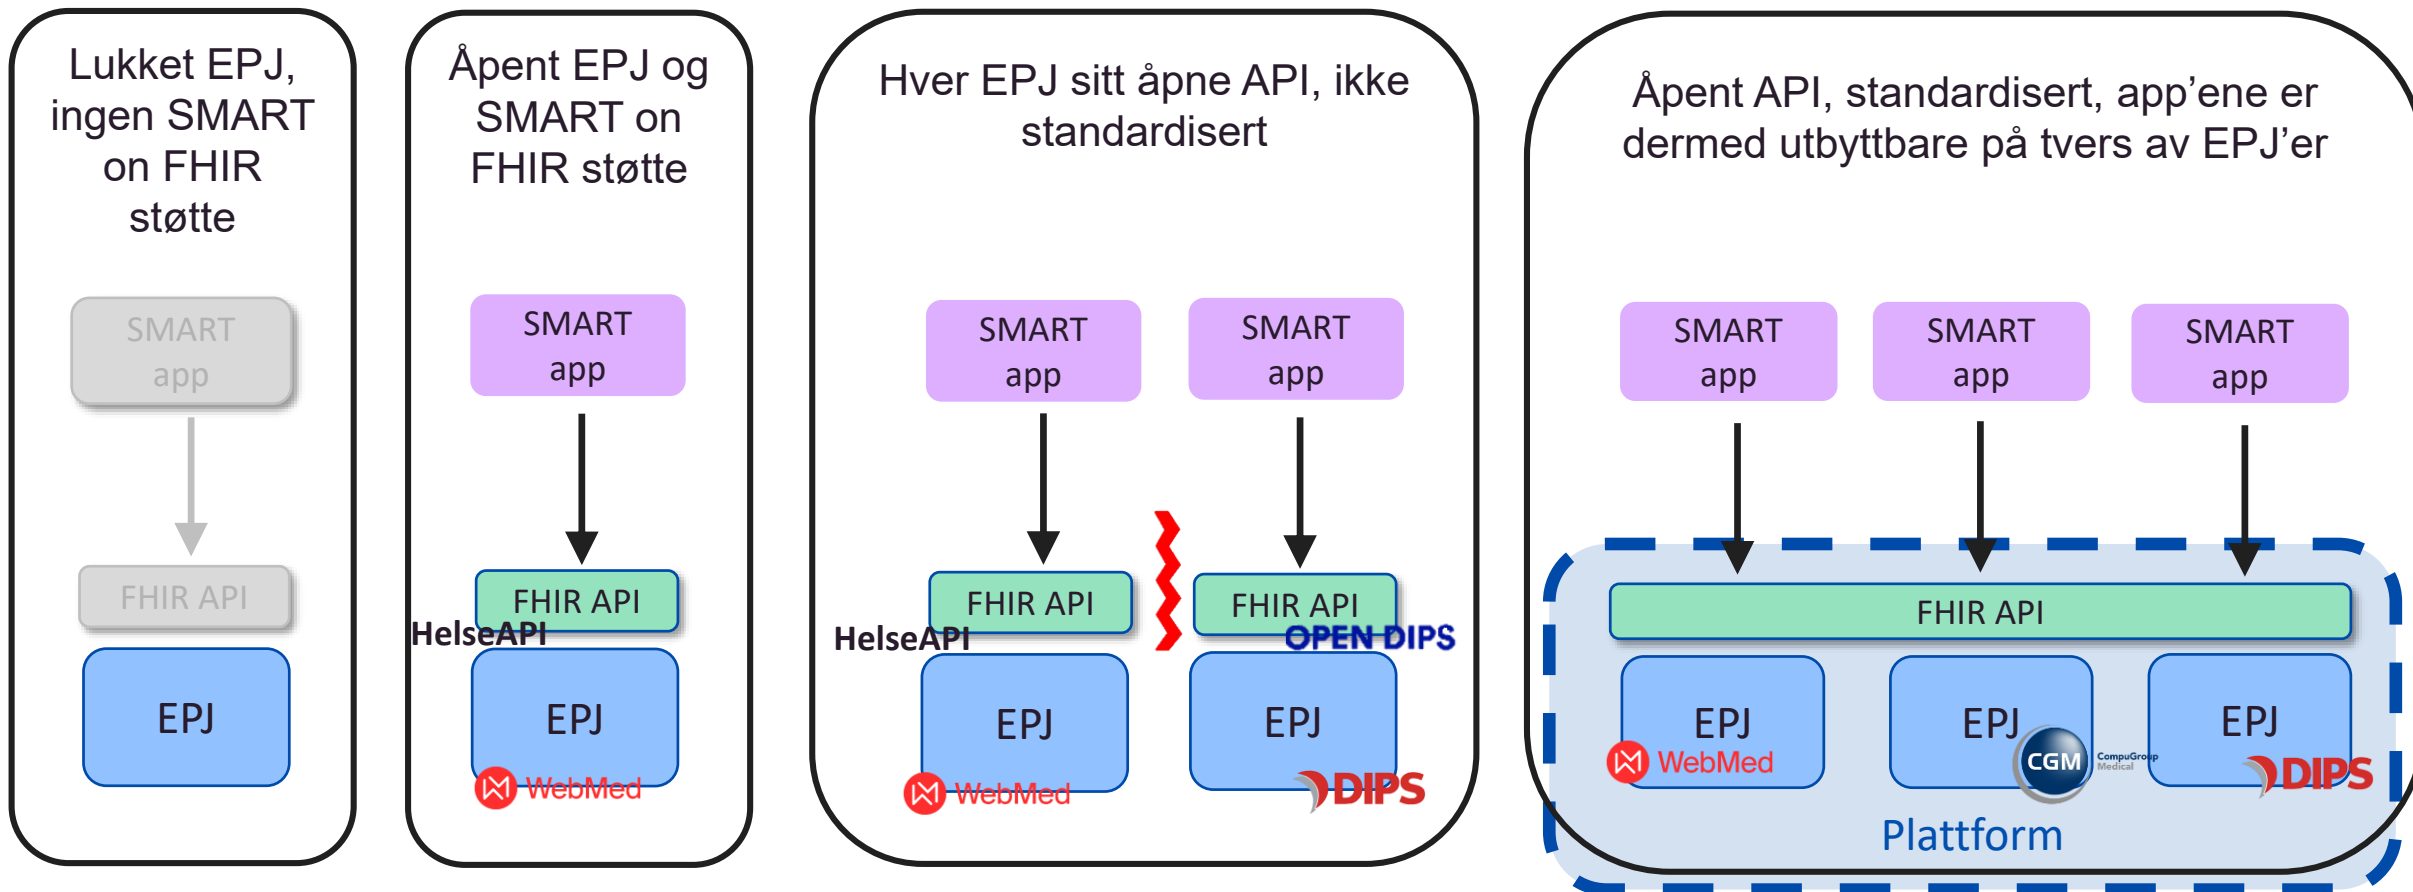 Lukket EPJ,
ingen SMART
on FHIR
støtte
SMART
app
FHIR API
EPJ
Åpent EPJ og
SMART on
FHIR støtte
SMART
app
FHIR API
HelseAPI
EPJ
WebMed
Hver EPJ sitt åpne API, ikke
standardisert
SMART
app
SMART
app
FHIR API
HelseAPI
FHIR API
OPEN DIPS
EPJ
WebMed
EPJ
DIPS
Åpent API, standardisert, app’ene er
dermed utbyttbare på tvers av EPJ’er
SMART
app
SMART
app
SMART
app
FHIR API
EPJ
WebMed
EPJ
CGM
CompuGroup
Medical
EPJ
DIPS
Plattform